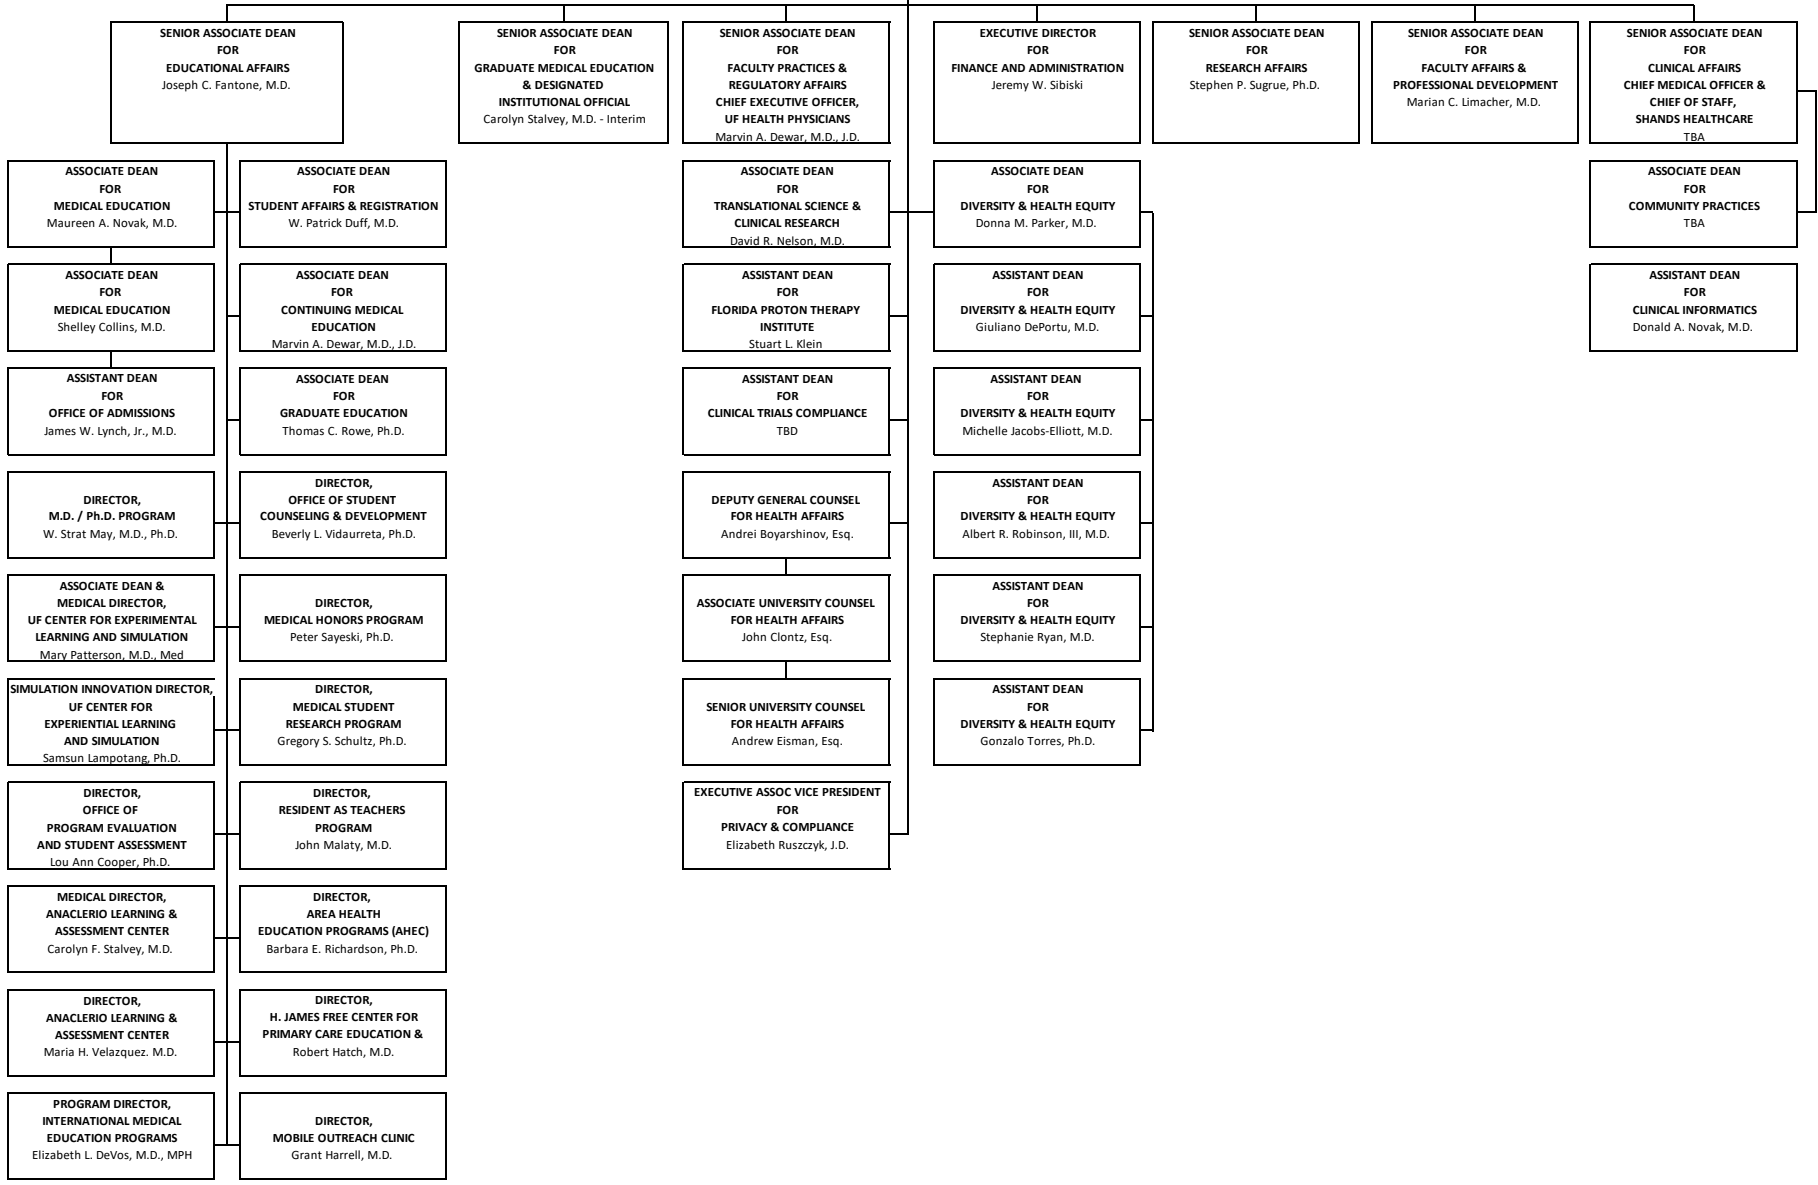 SENIOR ASSOCIATE DEAN
FOR
EDUCATIONAL AFFAIRS
Joseph C. Fantone, M.D.
SENIOR ASSOCIATE DEAN
FOR
GRADUATE MEDICAL EDUCATION
& DESIGNATED
INSTITUTIONAL OFFICIAL
Carolyn Stalvey, M.D. - Interim
SENIOR ASSOCIATE DEAN
FOR
FACULTY PRACTICES &
REGULATORY AFFAIRS
CHIEF EXECUTIVE OFFICER,
UF HEALTH PHYSICIANS
Marvin A. Dewar, M.D., J.D.
EXECUTIVE DIRECTOR
FOR
FINANCE AND ADMINISTRATION
Jeremy W. Sibiski
SENIOR ASSOCIATE DEAN
FOR
RESEARCH AFFAIRS
Stephen P. Sugrue, Ph.D.
SENIOR ASSOCIATE DEAN
FOR
FACULTY AFFAIRS &
PROFESSIONAL DEVELOPMENT
Marian C. Limacher, M.D.
SENIOR ASSOCIATE DEAN
FOR
CLINICAL AFFAIRS
CHIEF MEDICAL OFFICER &
CHIEF OF STAFF,
SHANDS HEALTHCARE
TBA
ASSOCIATE DEAN
FOR
MEDICAL EDUCATION
Maureen A. Novak, M.D.
ASSOCIATE DEAN
FOR
STUDENT AFFAIRS & REGISTRATION
W. Patrick Duff, M.D.
ASSOCIATE DEAN
FOR
TRANSLATIONAL SCIENCE &
CLINICAL RESEARCH
David R. Nelson, M.D.
ASSOCIATE DEAN
FOR
DIVERSITY & HEALTH EQUITY
Donna M. Parker, M.D.
ASSOCIATE DEAN
FOR
COMMUNITY PRACTICES
TBA
ASSOCIATE DEAN
FOR
MEDICAL EDUCATION
Shelley Collins, M.D.
ASSOCIATE DEAN
FOR
CONTINUING MEDICAL
EDUCATION
Marvin A. Dewar, M.D., J.D.
ASSISTANT DEAN
FOR
FLORIDA PROTON THERAPY
INSTITUTE
Stuart L. Klein
ASSISTANT DEAN
FOR
DIVERSITY & HEALTH EQUITY
Giuliano DePortu, M.D.
ASSISTANT DEAN
FOR
CLINICAL INFORMATICS
Donald A. Novak, M.D.
ASSISTANT DEAN
FOR
OFFICE OF ADMISSIONS
James W. Lynch, Jr., M.D.
ASSOCIATE DEAN
FOR
GRADUATE EDUCATION
Thomas C. Rowe, Ph.D.
ASSISTANT DEAN
FOR
CLINICAL TRIALS COMPLIANCE
TBD
ASSISTANT DEAN
FOR
DIVERSITY & HEALTH EQUITY
Michelle Jacobs-Elliott, M.D.
DIRECTOR,
M.D. / Ph.D. PROGRAM
W. Strat May, M.D., Ph.D.
DIRECTOR,
OFFICE OF STUDENT
COUNSELING & DEVELOPMENT
Beverly L. Vidaurreta, Ph.D.
DEPUTY GENERAL COUNSEL
FOR HEALTH AFFAIRS
Andrei Boyarshinov, Esq.
ASSISTANT DEAN
FOR
DIVERSITY & HEALTH EQUITY
Albert R. Robinson, III, M.D.
ASSOCIATE DEAN &
MEDICAL DIRECTOR,
UF CENTER FOR EXPERIMENTAL
LEARNING AND SIMULATION
Mary Patterson, M.D., Med
DIRECTOR,
MEDICAL HONORS PROGRAM
Peter Sayeski, Ph.D.
ASSOCIATE UNIVERSITY COUNSEL
FOR HEALTH AFFAIRS
John Clontz, Esq.
ASSISTANT DEAN
FOR
DIVERSITY & HEALTH EQUITY
Stephanie Ryan, M.D.
SIMULATION INNOVATION DIRECTOR,
UF CENTER FOR
EXPERIENTIAL LEARNING
AND SIMULATION
Samsun Lampotang, Ph.D.
DIRECTOR,
MEDICAL STUDENT
RESEARCH PROGRAM
Gregory S. Schultz, Ph.D.
SENIOR UNIVERSITY COUNSEL
FOR HEALTH AFFAIRS
Andrew Eisman, Esq.
ASSISTANT DEAN
FOR
DIVERSITY & HEALTH EQUITY
Gonzalo Torres, Ph.D.
DIRECTOR,
OFFICE OF
PROGRAM EVALUATION
AND STUDENT ASSESSMENT
Lou Ann Cooper, Ph.D.
DIRECTOR,
RESIDENT AS TEACHERS
PROGRAM
John Malaty, M.D.
EXECUTIVE ASSOC VICE PRESIDENT
FOR
PRIVACY & COMPLIANCE
Elizabeth Ruszczyk, J.D.
MEDICAL DIRECTOR,
ANACLERIO LEARNING &
ASSESSMENT CENTER
Carolyn F. Stalvey, M.D.
DIRECTOR,
AREA HEALTH
EDUCATION PROGRAMS (AHEC)
Barbara E. Richardson, Ph.D.
DIRECTOR,
ANACLERIO LEARNING &
ASSESSMENT CENTER
Maria H. Velazquez. M.D.
DIRECTOR,
H. JAMES FREE CENTER FOR
PRIMARY CARE EDUCATION &
Robert Hatch, M.D.
PROGRAM DIRECTOR,
INTERNATIONAL MEDICAL
EDUCATION PROGRAMS
Elizabeth L. DeVos, M.D., MPH
DIRECTOR,
MOBILE OUTREACH CLINIC
Grant Harrell, M.D.